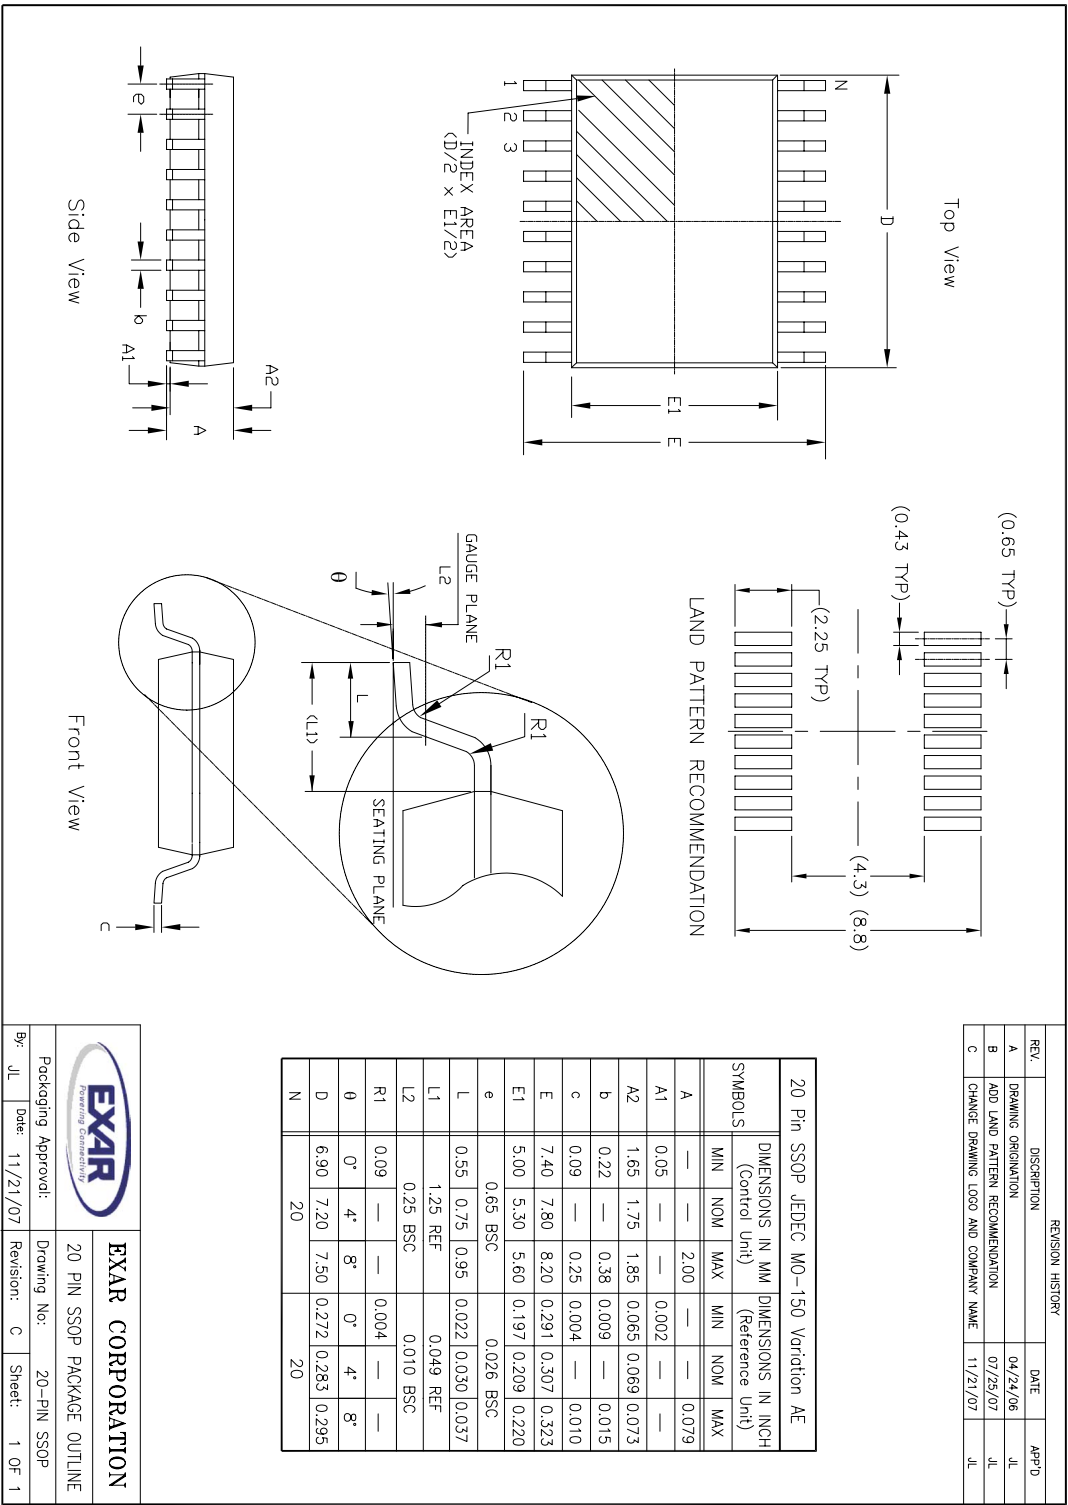 Top View
D
N
1
2
3
INDEX AREA
(D/2 × E1/2)
E1
E
Side View
e
b
A1
A2
A
(0.65 TYP)
(0.43 TYP)
(2.25 TYP)
(4.3)
(8.8)
LAND PATTERN RECOMMENDATION
GAUGE PLANE
L2
θ
R1
R1
L
(L1)
SEATING PLANE
Front View
c
REVISION HISTORY
REV. DISCRIPTION DATE APP'D
A DRAWING ORIGINATION 04/24/06 JL
B ADD LAND PATTERN RECOMMENDATION 07/25/07 JL
C CHANGE DRAWING LOGO AND COMPANY NAME 11/21/07 JL
20 Pin SSOP JEDEC MO-150 Variation AE
SYMBOLS DIMENSIONS IN MM DIMENSIONS IN INCH
(Control Unit) (Reference Unit)
MIN NOM MAX MIN NOM MAX
A — — 2.00 — — 0.079
A1 0.05 — — 0.002 — —
A2 1.65 1.75 1.85 0.065 0.069 0.073
b 0.22 — 0.38 0.009 — 0.015
c 0.09 — 0.25 0.004 — 0.010
E 7.40 7.80 8.20 0.291 0.307 0.323
E1 5.00 5.30 5.60 0.197 0.209 0.220
e 0.65 BSC 0.026 BSC
L 0.55 0.75 0.95 0.022 0.030 0.037
L1 1.25 REF 0.049 REF
L2 0.25 BSC 0.010 BSC
R1 0.09 — — 0.004 — —
θ 0° 4° 8° 0° 4° 8°
D 6.90 7.20 7.50 0.272 0.283 0.295
N 20 20
EXAR
Powering Connectivity
EXAR CORPORATION
20 PIN SSOP PACKAGE OUTLINE
Packaging Approval: Drawing No: 20-PIN SSOP
By: JL Date: 11/21/07 Revision: C Sheet: 1 OF 1